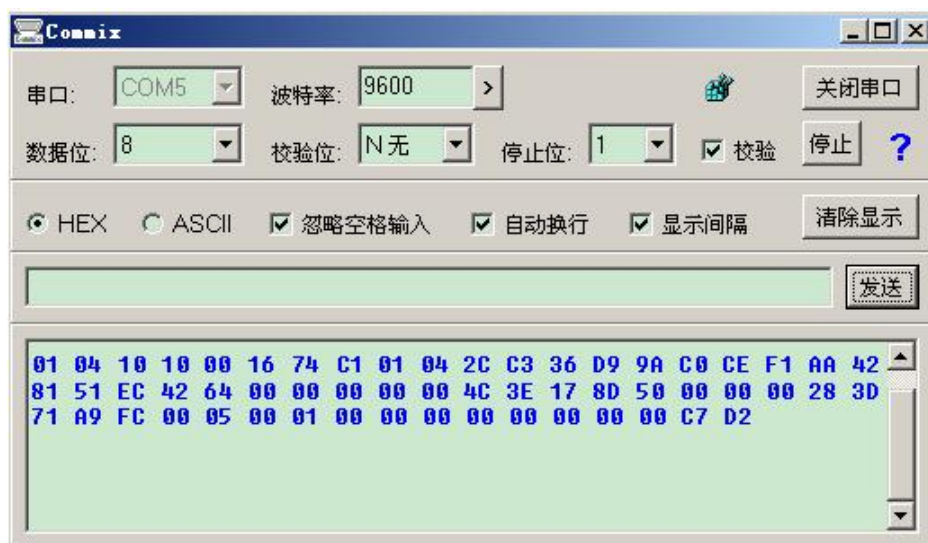 Commix
串口: COM5 波特率: 9600 > 关闭串口
数据位: 8 校验位: N 无 停止位: 1 校验 停止 ?
HEX ASCII 忽略空格输入 自动换行 显示间隔 清除显示
发送
01 04 10 10 00 16 74 C1 01 04 2C C3 36 D9 9A C0 CE F1 AA 42
81 51 EC 42 64 00 00 00 00 00 4C 3E 17 8D 50 00 00 00 28 3D
71 A9 FC 00 05 00 01 00 00 00 00 00 00 00 00 C7 D2